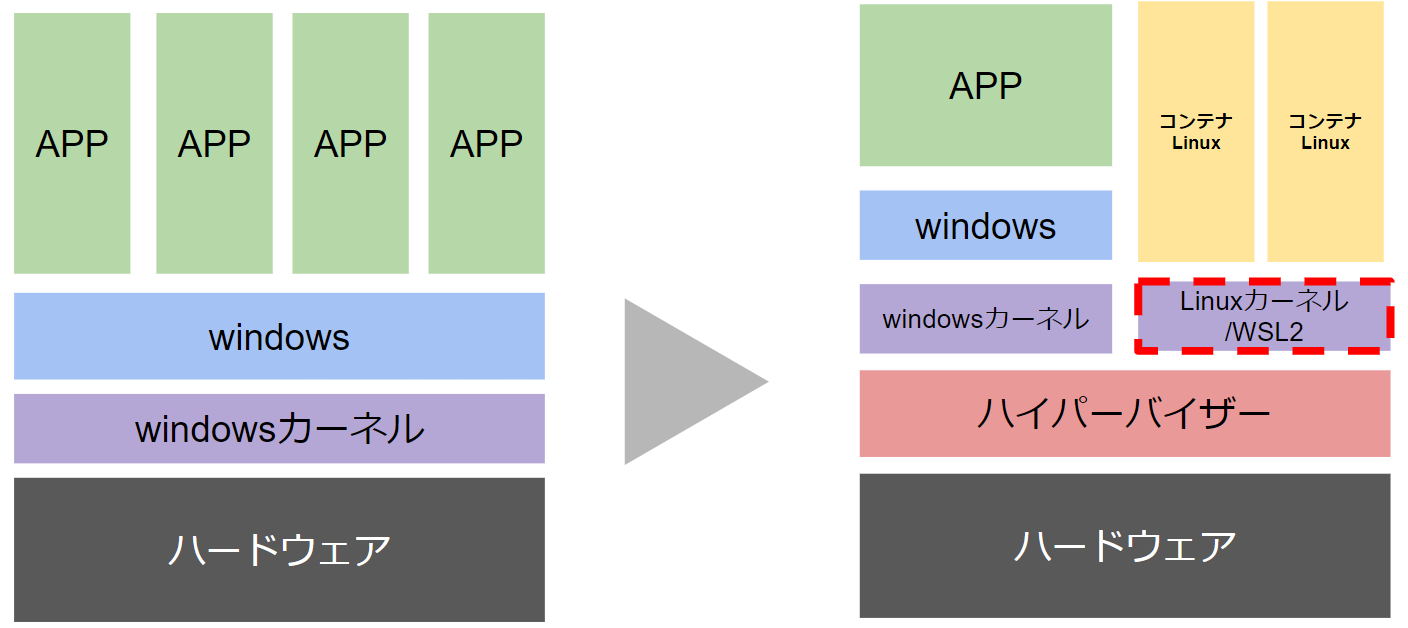 APP
APP
APP
APP
windows
windowsカーネル
ハードウェア
APP
コンテナ
Linux
コンテナ
Linux
windows
windowsカーネル
Linuxカーネル
/WSL2
ハイパーバイザー
ハードウェア